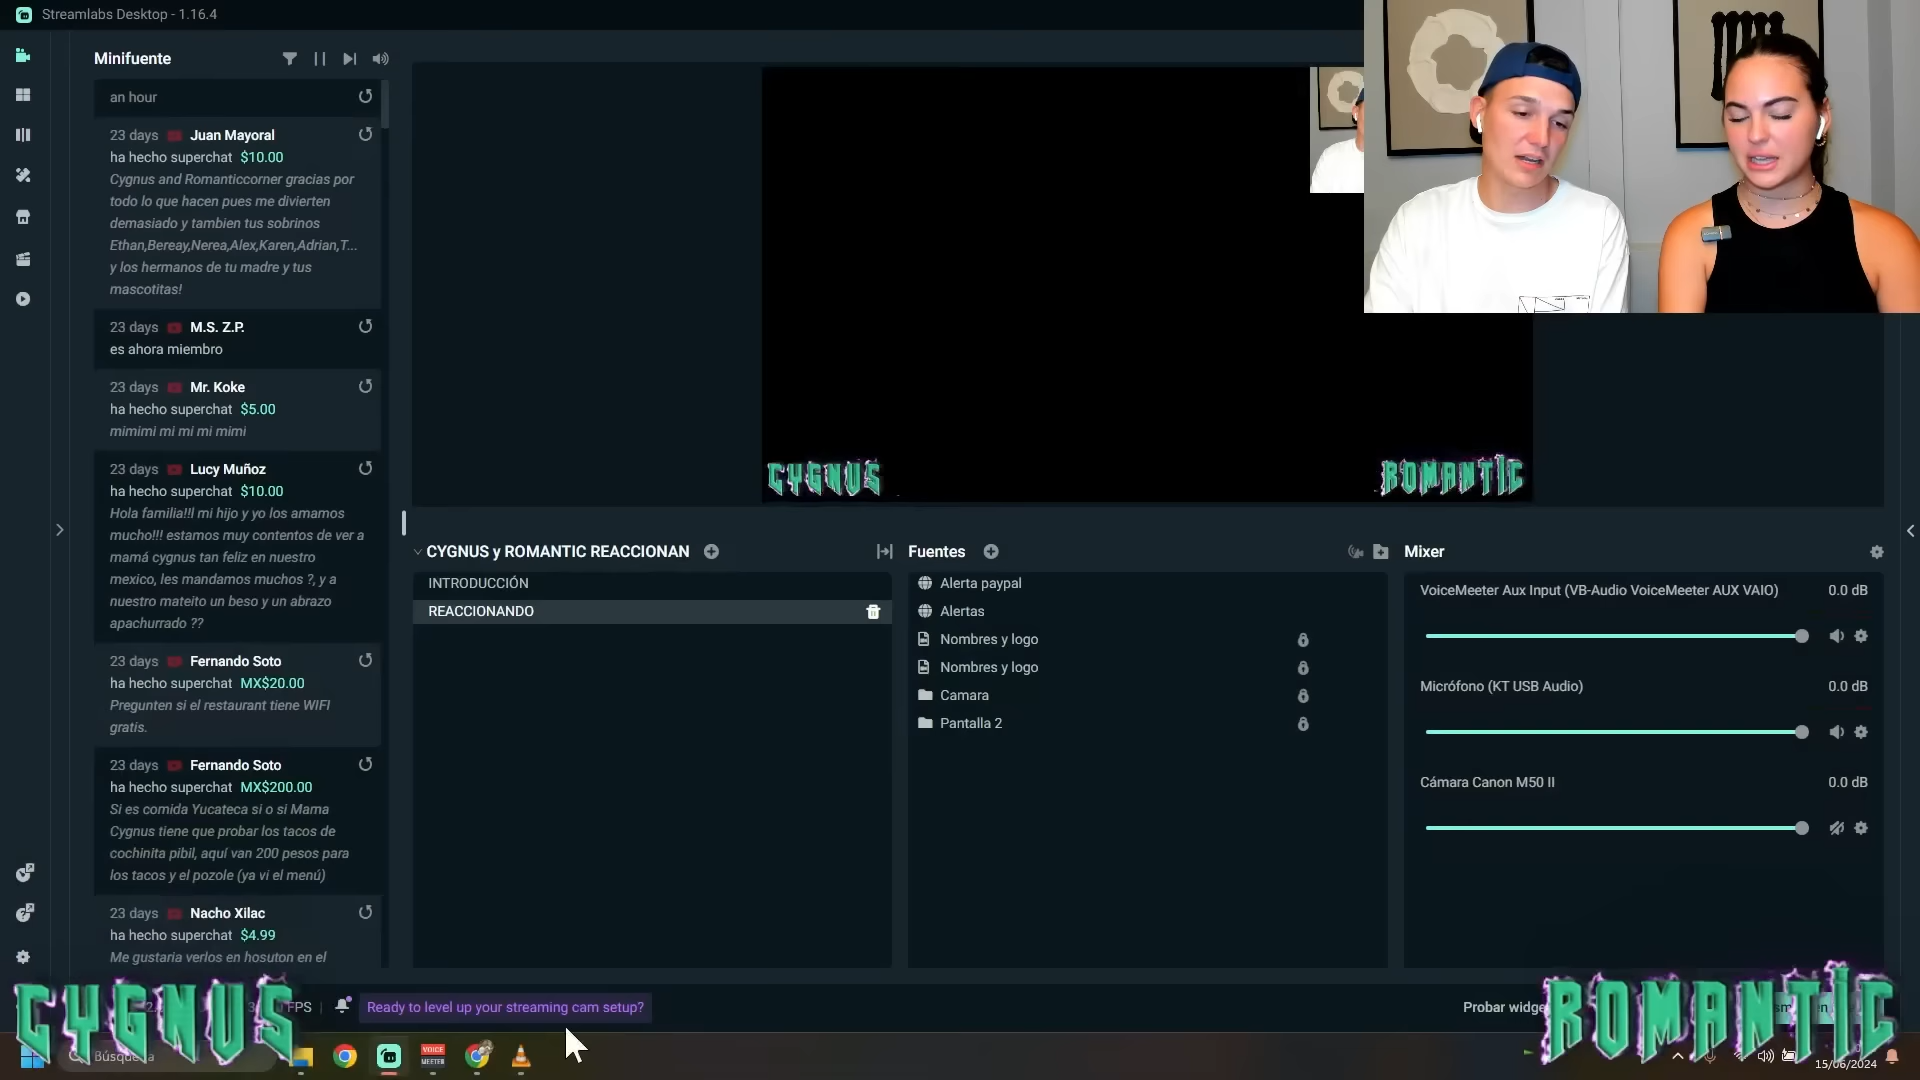 Streamlabs Desktop - 1.16.4
Minifuente
an hour
23 days Juan Mayoral
ha hecho superchat $10.00
Cygnus and Romanticcorner gracias por
todo lo que hacen pues me divierten
demasiado y tambien tus sobrinos
Ethan,Bereay,Nerea,Alex,Karen,Adrian,T...
y los hermanos de tu madre y tus
mascotitas!
23 days M.S. Z.P.
es ahora miembro
23 days Mr. Koke
ha hecho superchat $5.00
mimimi mi mi mi mimi
23 days Lucy Muñoz
ha hecho superchat $10.00
Hola familia!!l mi hijo y yo los amamos
mucho!!! estamos muy contentos de ver a
mamá cygnus tan feliz en nuestro
mexico, les mandamos muchos ?, y a
nuestro mateito un beso y un abrazo
apachurrado ??
23 days Fernando Soto
ha hecho superchat MX$20.00
Pregunten si el restaurant tiene WIFI
gratis.
23 days Fernando Soto
ha hecho superchat MX$200.00
Si es comida Yucateca si o si Mama
Cygnus tiene que probar los tacos de
cochinita pibil, aquí van 200 pesos para
los tacos y el pozole (ya vi el menú)
23 days Nacho Xilac
ha hecho superchat $4.99
Me gustaria verlos en hosuton en el
CYGNUS
ROMANTIC
CYGNUS y ROMANTIC REACCIONAN
INTRODUCCIÓN
REACCIONANDO
Fuentes
Alerta paypal
Alertas
Nombres y logo
Nombres y logo
Camara
Pantalla 2
Mixer
VoiceMeeter Aux Input (VB-Audio VoiceMeeter AUX VAIO) 0.0 dB
Micrófono (KT USB Audio) 0.0 dB
Cámara Canon M50 II 0.0 dB
CYGNUS
FPS
Ready to level up your streaming cam setup?
Probar widge
ROMANTIC
VOICE
MEETER
15/06/2024